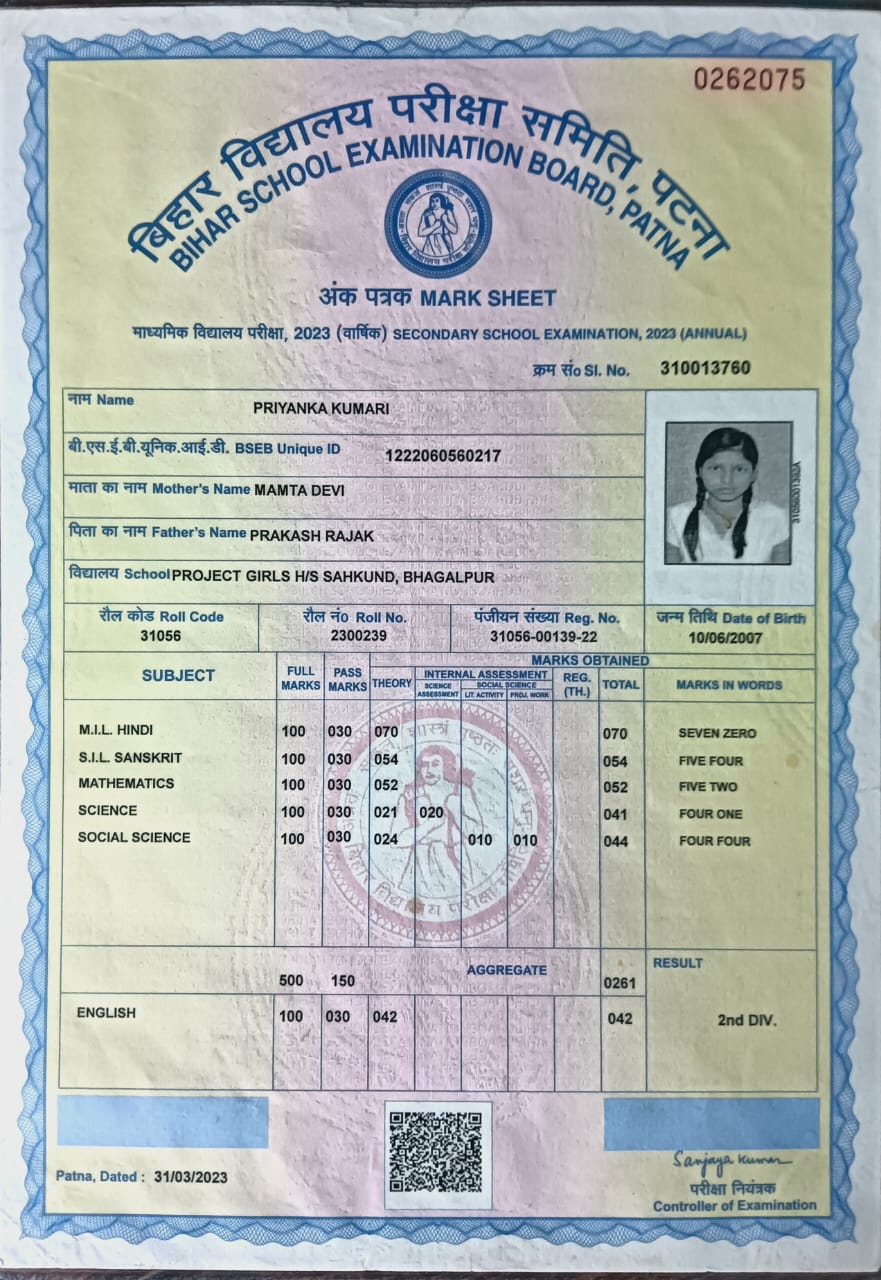 0262075
बिहार विद्यालय परीक्षा समिति, पटना
BIHAR SCHOOL EXAMINATION BOARD, PATNA
अंक पत्रक MARK SHEET
माध्यमिक विद्यालय परीक्षा, 2023 (वार्षिक) SECONDARY SCHOOL EXAMINATION, 2023 (ANNUAL)
क्रम सं० Sl. No. 310013760
नाम Name PRIYANKA KUMARI
बी.एस.ई.बी.यूनिक.आई.डी. BSEB Unique ID 1222060560217
माता का नाम Mother's Name MAMTA DEVI
पिता का नाम Father's Name PRAKASH RAJAK
विद्यालय School PROJECT GIRLS H/S SAHKUND, BHAGALPUR
रौल कोड Roll Code रौल नं० Roll No. पंजीयन संख्या Reg. No. जन्म तिथि Date of Birth
31056 2300239 31056-00139-22 10/06/2007
SUBJECT FULL MARKS PASS MARKS MARKS OBTAINED
THEORY INTERNAL ASSESSMENT REG. (TH.) TOTAL MARKS IN WORDS
SCIENCE ASSESSMENT SOCIAL SCIENCE LIT. ACTIVITY PROJ. WORK
M.I.L. HINDI 100 030 070 070 SEVEN ZERO
S.I.L. SANSKRIT 100 030 054 054 FIVE FOUR
MATHEMATICS 100 030 052 052 FIVE TWO
SCIENCE 100 030 021 020 041 FOUR ONE
SOCIAL SCIENCE 100 030 024 010 010 044 FOUR FOUR
500 150 AGGREGATE 0261 RESULT
ENGLISH 100 030 042 042 2nd DIV.
Patna, Dated : 31/03/2023
Sanjaya Kumar
परीक्षा नियंत्रक
Controller of Examination